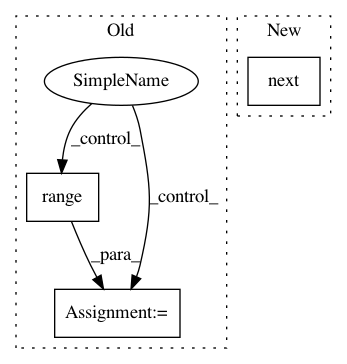 Old
New
SimpleName
next
_control_
range
_control_
_para_
Assignment:=